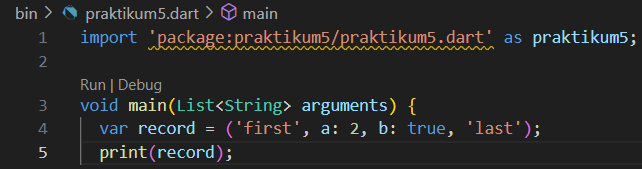 bin > praktikum5.dart > main
1 import 'package:praktikum5/praktikum5.dart' as praktikum5;
2
Run | Debug
3 void main(List<String> arguments) {
4 var record = ('first', a: 2, b: true, 'last');
5 print(record);